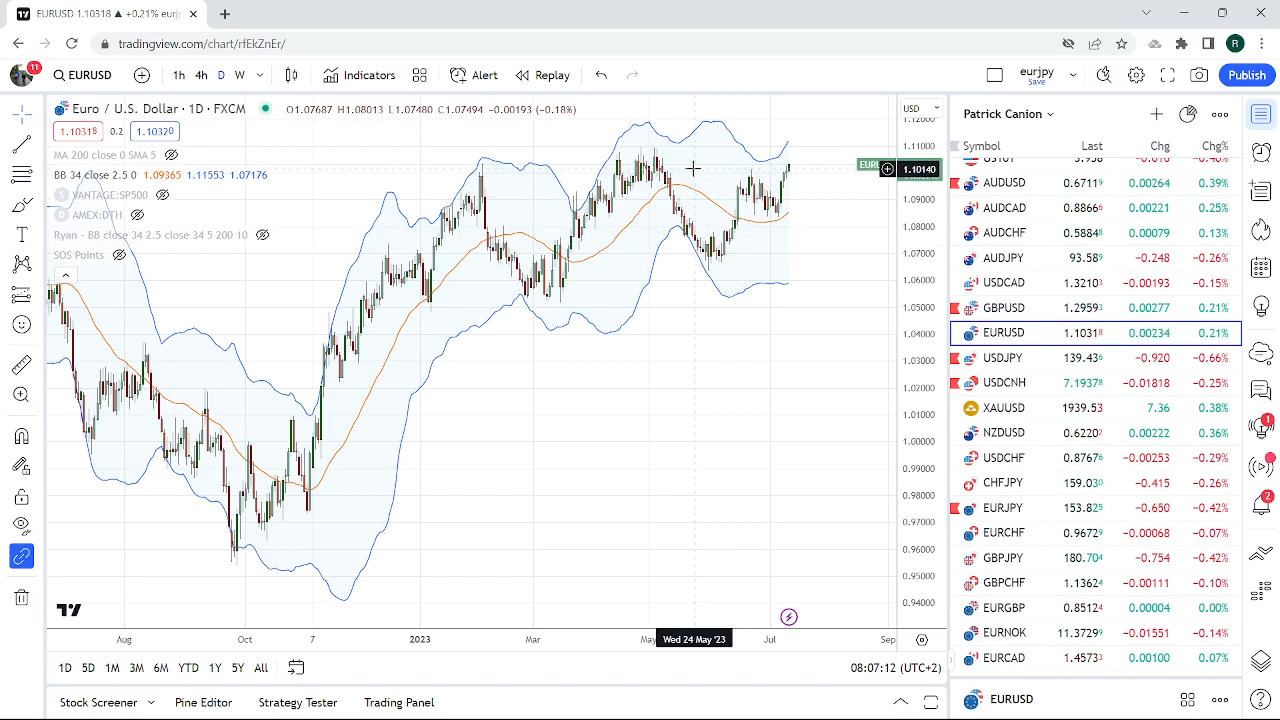 EURUSD 1.10318 ▲ +0.21% eurjp
tradingview.com/chart/rfEkZnEr/
R
11
EURUSD
1h 4h D W
Indicators
Alert
Replay
eurjpy
Save
Publish
Euro / U.S. Dollar · 1D · FXCM
O1.07687 H1.08013 L1.07480 C1.07494 −0.00193 (−0.18%)
1.10318 0.2 1.10320
MA 200 close 0 SMA 5
BB 34 close 2.5 0
VANTAGE:SP500
AMEX:DTH
Ryan - BB close 34 2.5 close 34 5 200 10
SOS Points
USD
1.12000
1.11000
EURU
1.10140
1.09000
1.08000
1.07000
1.06000
1.05000
1.04000
1.03000
1.02000
1.01000
1.00000
0.99000
0.98000
0.97000
0.96000
0.95000
0.94000
Aug Oct 7 2023 Mar May Wed 24 May '23 Jul Sep
1D 5D 1M 3M 6M YTD 1Y 5Y All
08:07:12 (UTC+2)
Stock Screener
Pine Editor
Strategy Tester
Trading Panel
Patrick Canion
Symbol Last Chg Chg%
AUDUSD 0.67119 0.00264 0.39%
AUDCAD 0.88666 0.00221 0.25%
AUDCHF 0.58848 0.00079 0.13%
AUDJPY 93.589 −0.248 −0.26%
USDCAD 1.32103 −0.00193 −0.15%
GBPUSD 1.29593 0.00277 0.21%
EURUSD 1.10318 0.00234 0.21%
USDJPY 139.436 −0.920 −0.66%
USDCNH 7.19378 −0.01818 −0.25%
XAUUSD 1939.53 7.36 0.38%
NZDUSD 0.62202 0.00222 0.36%
USDCHF 0.87676 −0.00253 −0.29%
CHFJPY 159.030 −0.415 −0.26%
EURJPY 153.825 −0.650 −0.42%
EURCHF 0.96729 −0.00068 −0.07%
GBPJPY 180.704 −0.754 −0.42%
GBPCHF 1.13624 −0.00111 −0.10%
EURGBP 0.85124 0.00004 0.00%
EURNOK 11.37299 −0.01551 −0.14%
EURCAD 1.45733 0.00100 0.07%
EURUSD
1
2